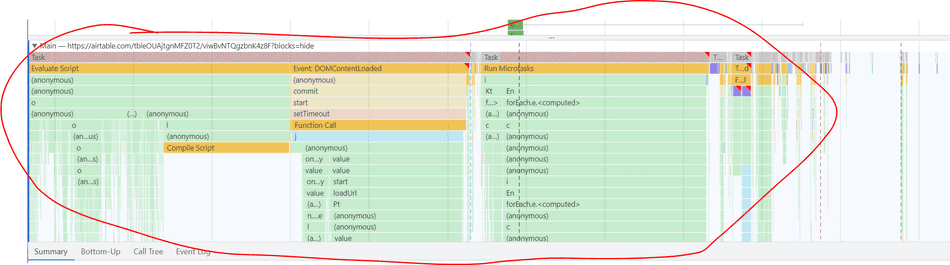 ...
▼ Main — https://airtable.com/tbleOUAjtgnMFZ0T2/viwBvNTQgzbnK4z8F?blocks=hide
Task Task T... Task
Evaluate Script Event: DOMContentLoaded Run Microtasks T...d
(anonymous) (anonymous) i F...l
(anonymous) commit Kt En
o start f...> forEach.e.<computed>
(anonymous) (...) (anonymous) setTimeout (a...) (anonymous)
o l Function Call c c
(an...us) (anonymous) j (a...) (anonymous)
o Compile Script (anonymous) (anonymous)
(an...s) on...y value (anonymous)
o value value (anonymous)
(an...s) on...y start i
value loadUrl En
(a...) Pt forEach.e.<computed>
n...e (anonymous) (anonymous)
l (anonymous) c
(a...) value (anonymous)
Summary Bottom-Up Call Tree Event Log